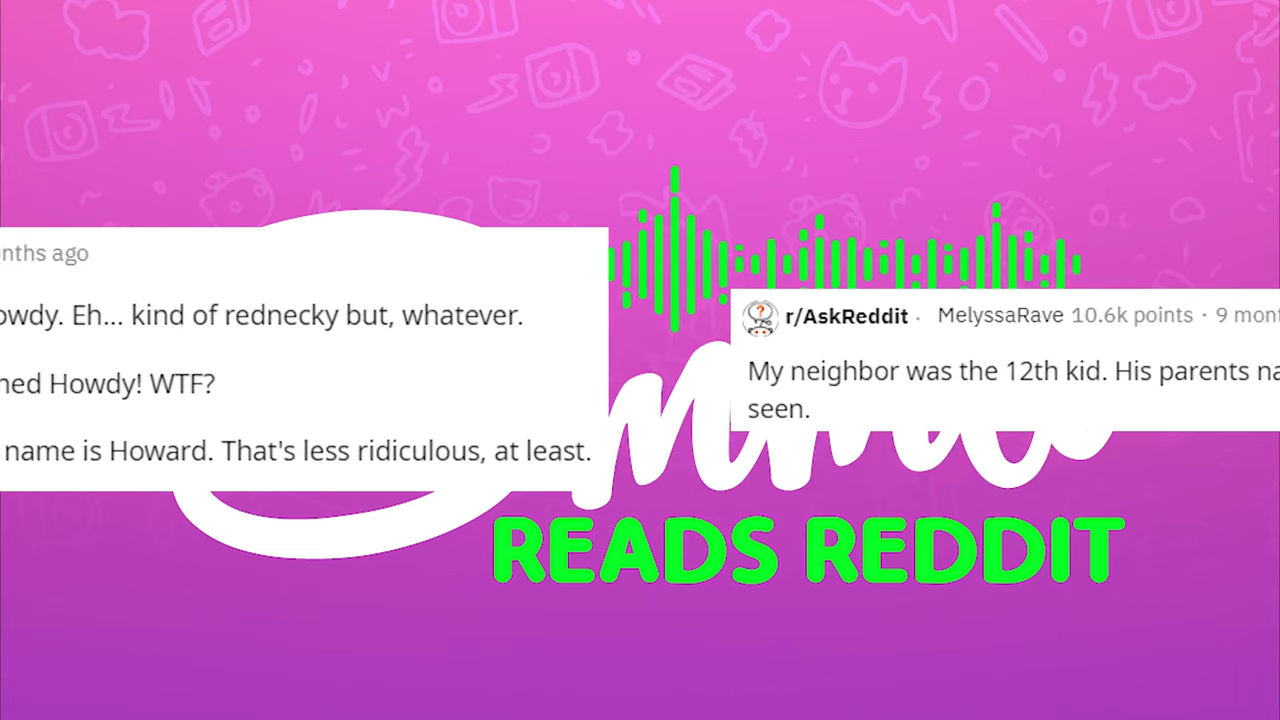 nths ago
owdy. Eh... kind of rednecky but, whatever.
ned Howdy! WTF?
name is Howard. That's less ridiculous, at least.
r/AskReddit · MelyssaRave 10.6k points · 9 mont
My neighbor was the 12th kid. His parents na
seen.
READS REDDIT